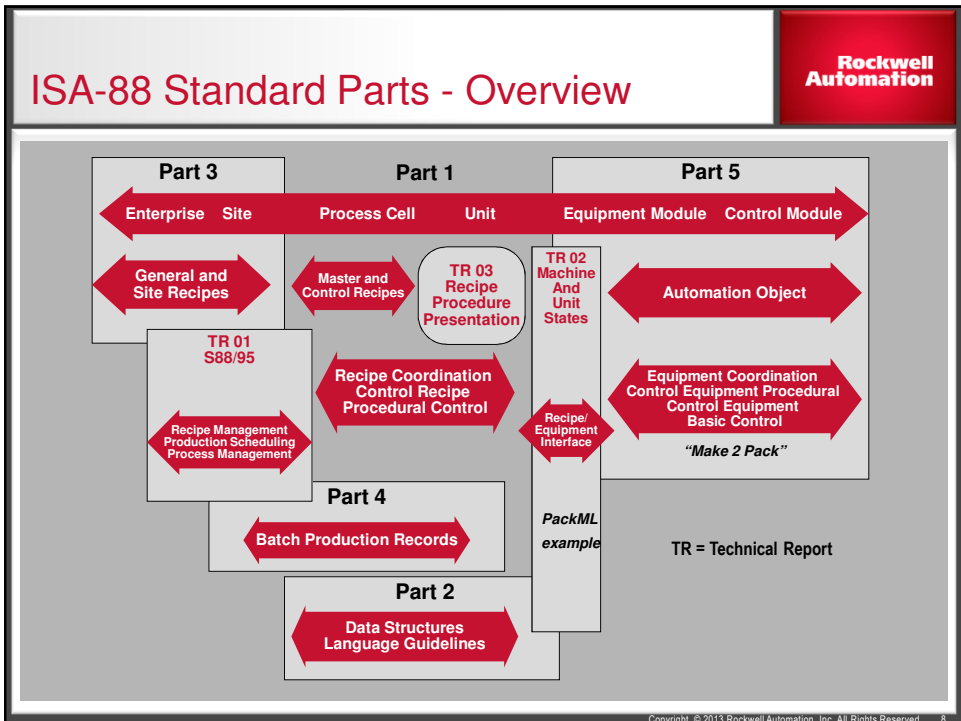 ISA-88 Standard Parts - Overview
Rockwell
Automation
Part 3
Part 1
Part 5
Enterprise Site Process Cell Unit Equipment Module Control Module
General and
Site Recipes
Master and
Control Recipes
TR 03
Recipe
Procedure
Presentation
TR 02
Machine
And
Unit
States
Automation Object
TR 01
S88/95
Recipe Management
Production Scheduling
Process Management
Recipe Coordination
Control Recipe
Procedural Control
Recipe/
Equipment
Interface
Equipment Coordination
Control Equipment Procedural
Control Equipment
Basic Control
“Make 2 Pack”
Part 4
Batch Production Records
PackML
example
TR = Technical Report
Part 2
Data Structures
Language Guidelines
Copyright © 2013 Rockwell Automation, Inc. All Rights Reserved. 8